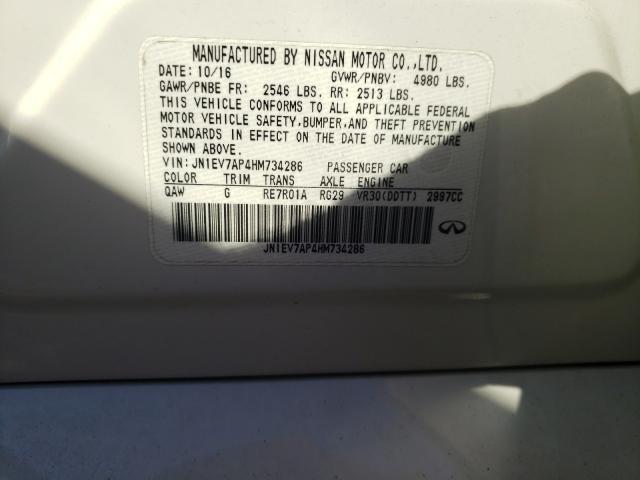 MANUFACTURED BY NISSAN MOTOR CO.,LTD.
DATE: 10/16 GVWR/PNBV: 4980 LBS.
GAWR/PNBE FR: 2546 LBS. RR: 2513 LBS.
THIS VEHICLE CONFORMS TO ALL APPLICABLE FEDERAL
MOTOR VEHICLE SAFETY, BUMPER, AND THEFT PREVENTION
STANDARDS IN EFFECT ON THE DATE OF MANUFACTURE
SHOWN ABOVE.
VIN: JN1EV7AP4HM734286 PASSENGER CAR
COLOR TRIM TRANS AXLE ENGINE
QAW G RE7R01A RG29 VR30(DDTT) 2997CC
JN1EV7AP4HM734286